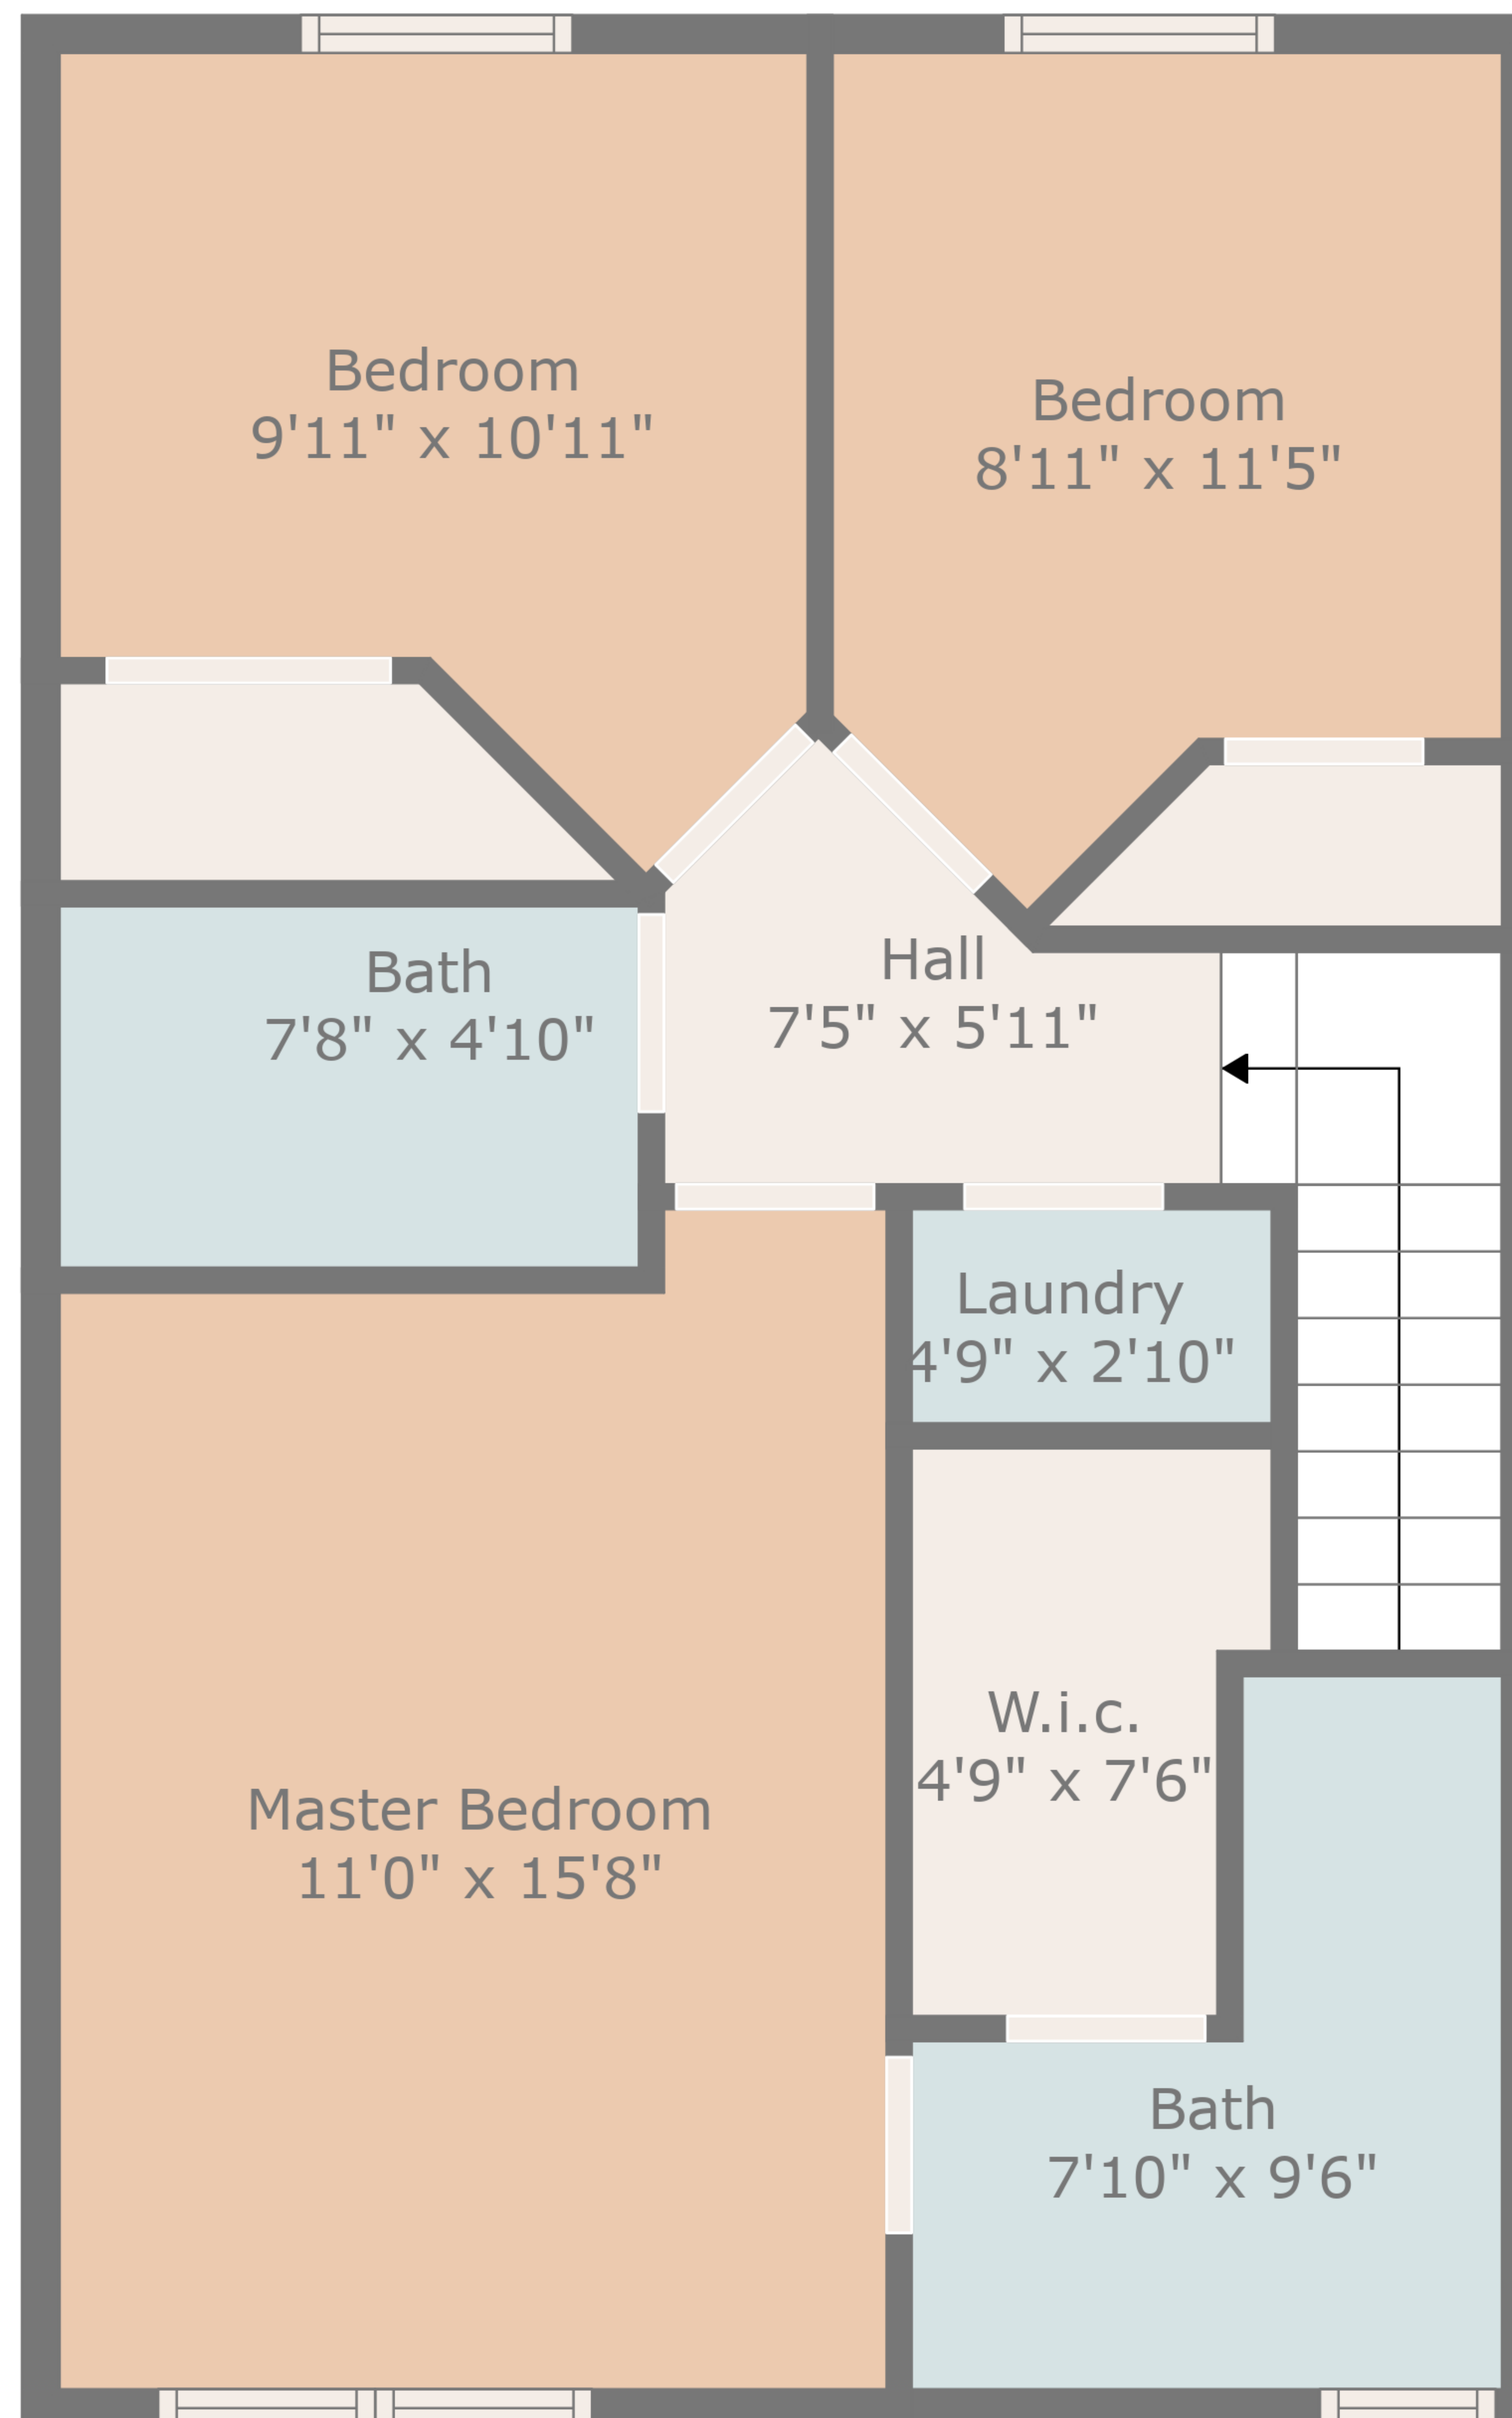 Bedroom
9'11" x 10'11"
Bedroom
8'11" x 11'5"
Bath
7'8" x 4'10"
Hall
7'5" x 5'11"
Laundry
4'9" x 2'10"
W.i.c.
4'9" x 7'6"
Master Bedroom
11'0" x 15'8"
Bath
7'10" x 9'6"